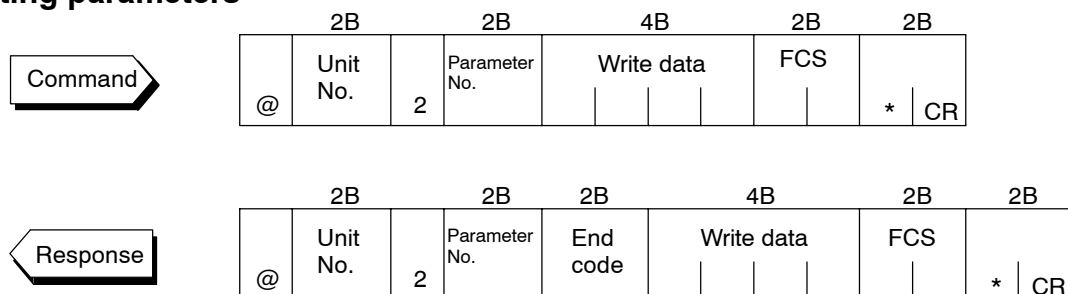 parameters
2B 2B 4B 2B 2B
Command
@ Unit No. 2 Parameter No. Write data FCS * CR
2B 2B 2B 4B 2B 2B
Response
@ Unit No. 2 Parameter No. End code Write data FCS * CR